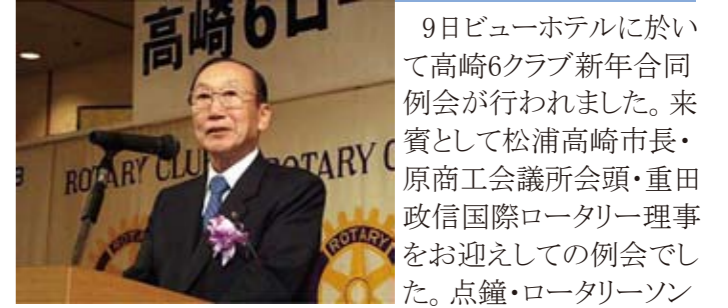 高崎6ロ
ROTARY CLUB
ROTARY C
ROTARY
9日ビューホテルに於い
て高崎6クラブ新年合同
例会が行われました。来
賓として松浦高崎市長・
原商工会議所会頭・重田
政信国際ロータリー理事
をお迎えしての例会でし
た。点鐘・ロータリーソン